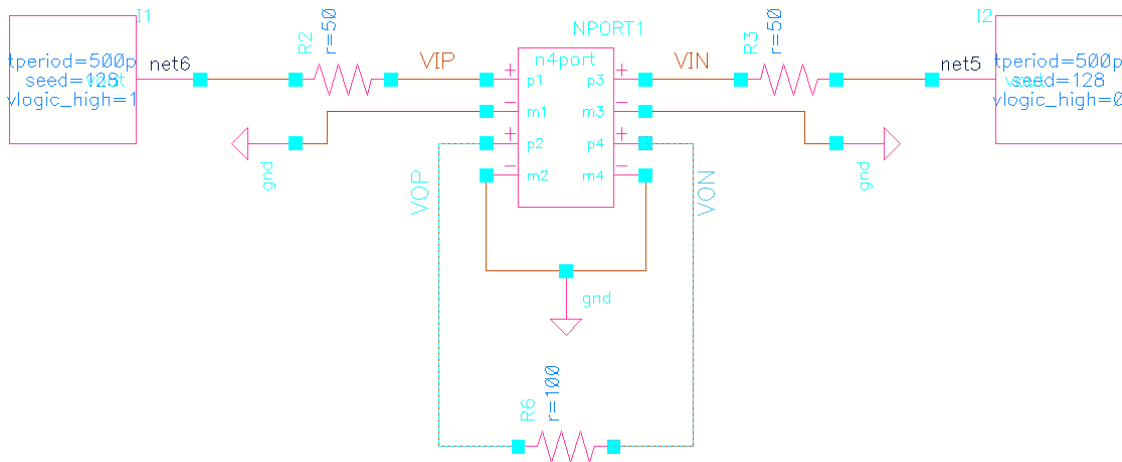 I1
tperiod=500p
seed=128
vlogic_high=1
net6
R2
r=50
VIP
NPORT1
n4port
p1
m1
p2
m2
p3
m3
p4
m4
VIN
R3
r=50
net5
I2
tperiod=500p
seed=128
vlogic_high=0
gnd
gnd
VOP
VON
gnd
R6
r=100